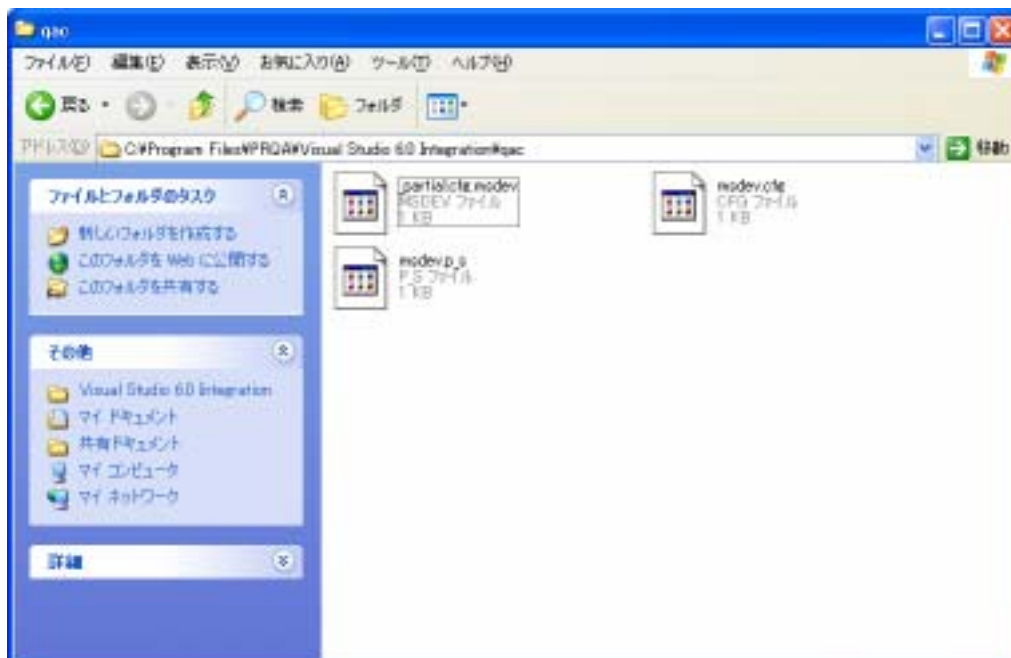 qac
ファイル(F) 編集(E) 表示(V) お気に入り(A) ツール(T) ヘルプ(H)
戻る 検索 フォルダ
アドレス(D) C:¥Program Files¥PRQA¥Visual Studio 6.0 Integration¥qac 移動
ファイルとフォルダのタスク
新しいフォルダを作成する
このフォルダを Web に公開する
このフォルダを共有する
その他
Visual Studio 6.0 Integration
マイ ドキュメント
共有ドキュメント
マイ コンピュータ
マイ ネットワーク
詳細
partialcfg.msdev
MSDEV ファイル
1 KB
msdev.cfg
CFG ファイル
1 KB
msdev.p_s
P_S ファイル
1 KB